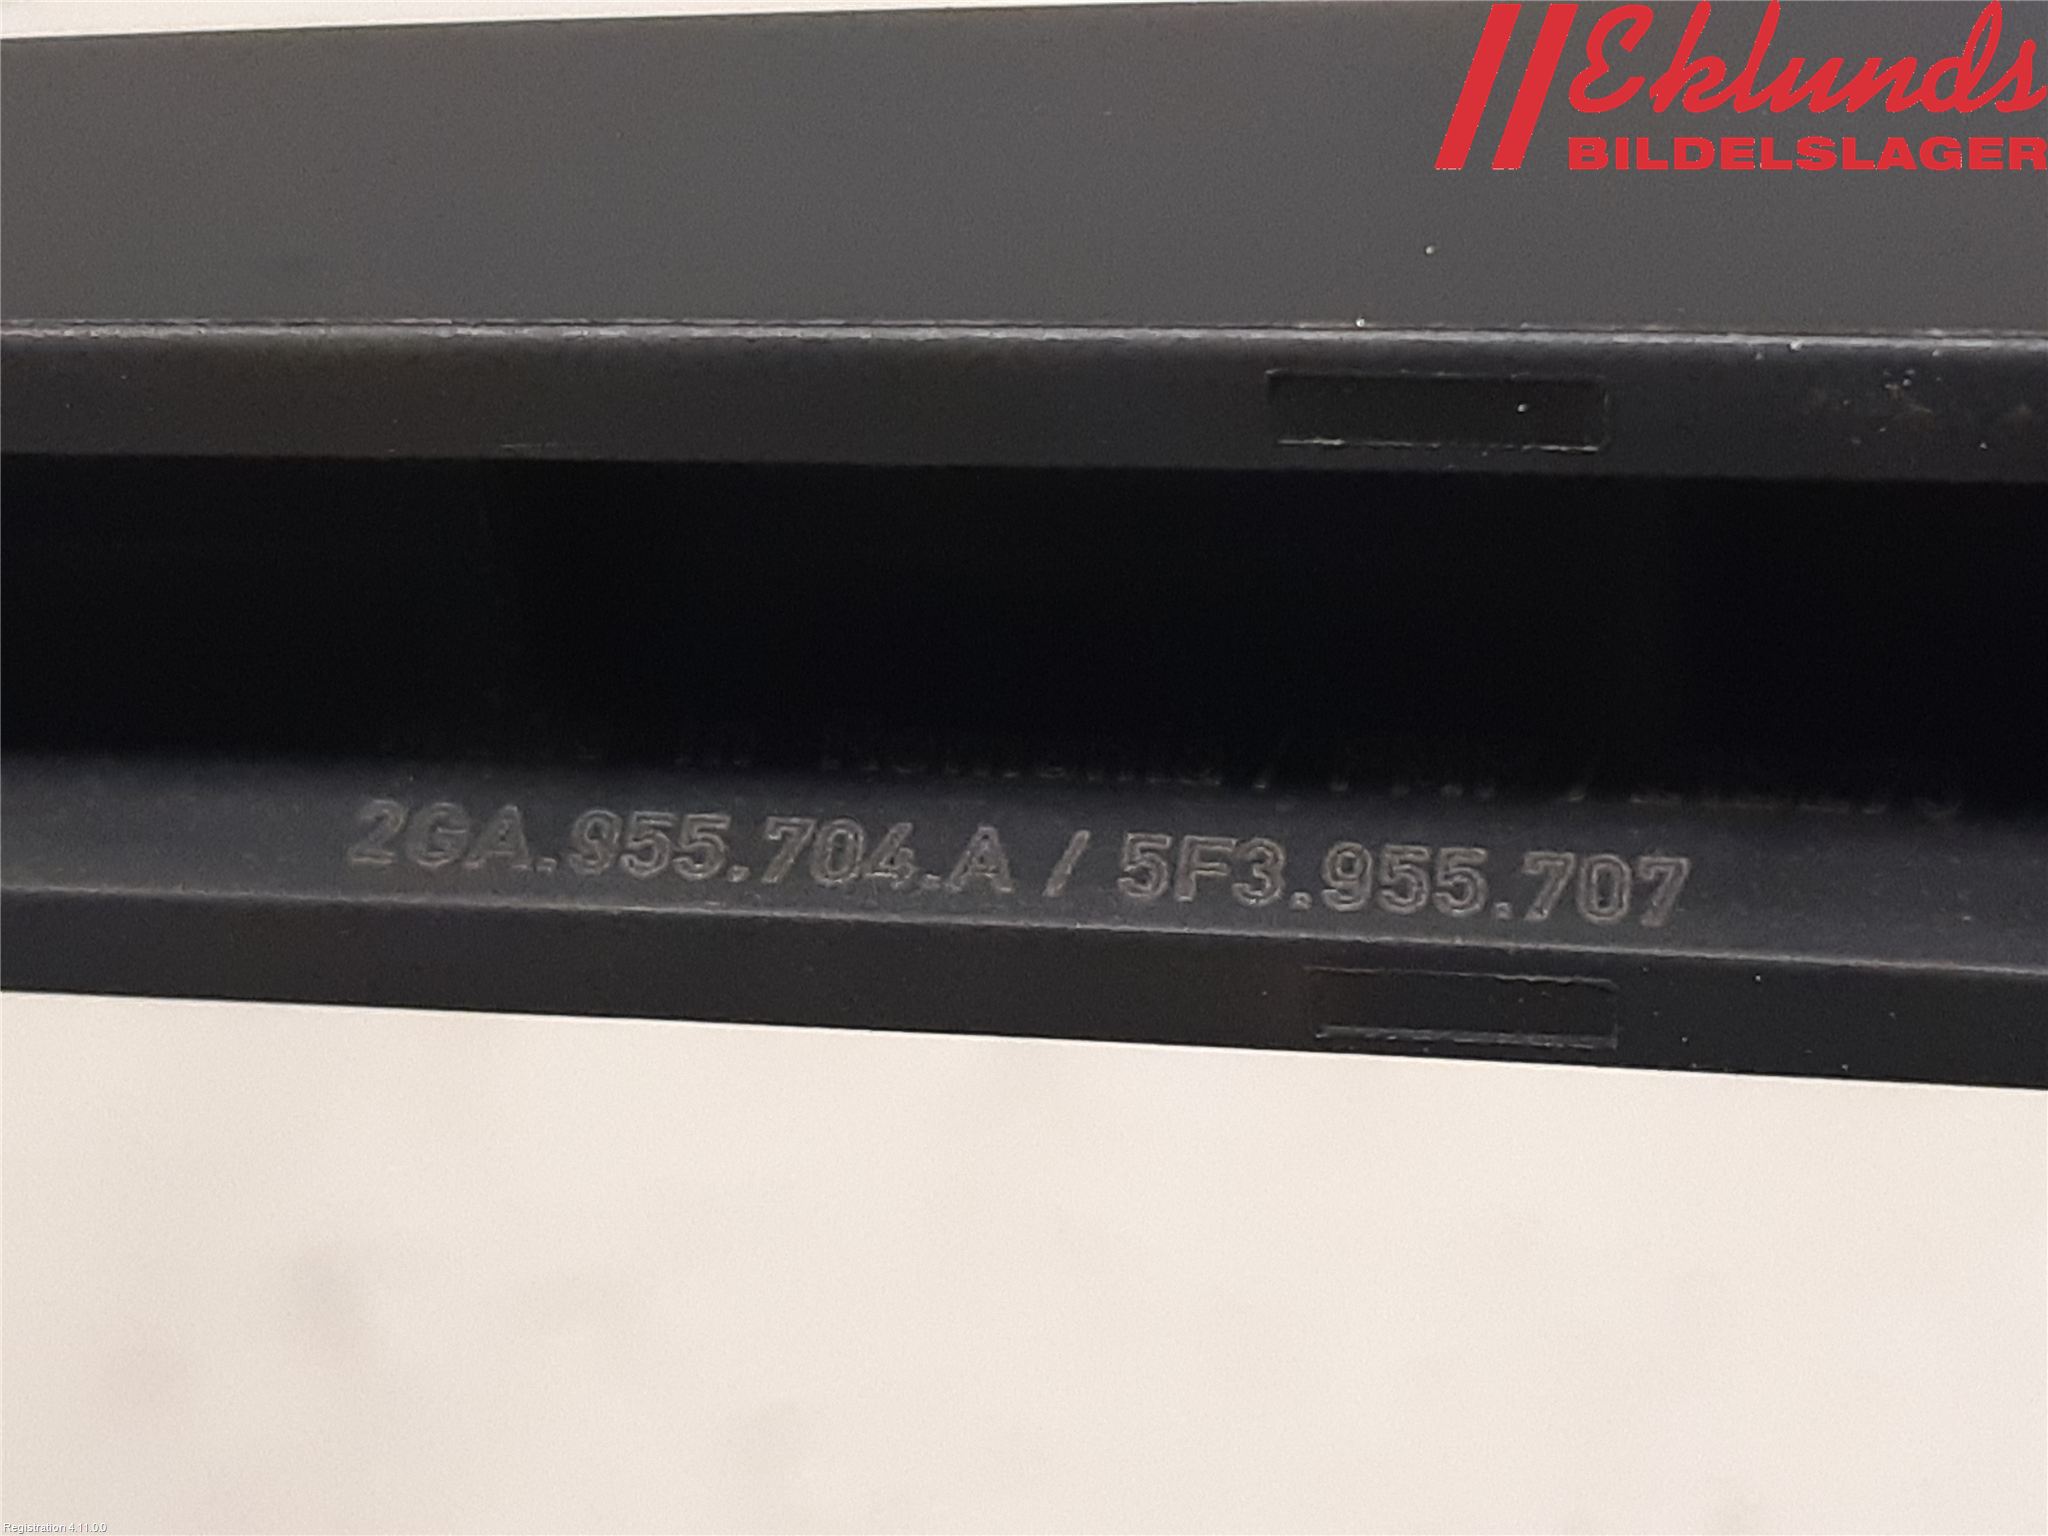 Eklunds
BILDELSLAGER
2GA.955.704.A / 5F3.955.707
Registration 4.11.0.0